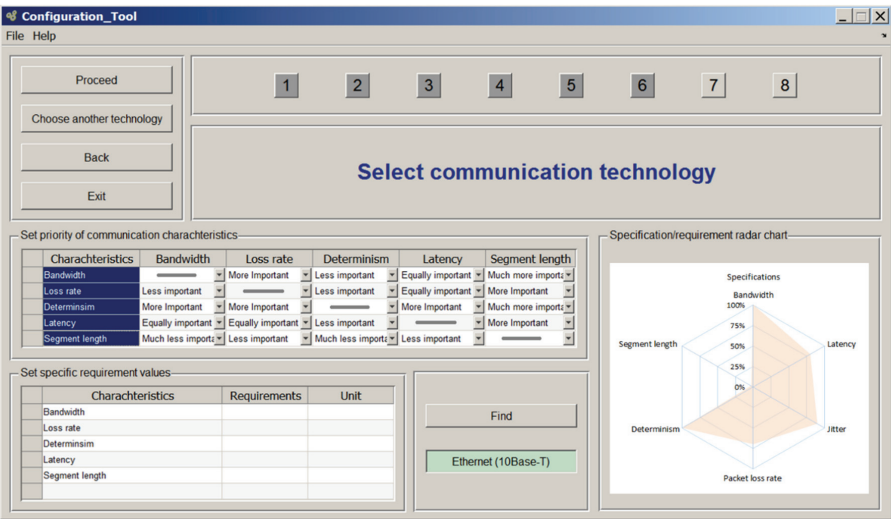 Configuration_Tool
File Help
Proceed
Choose another technology
Back
Exit
1 2 3 4 5 6 7 8
Select communication technology
Set priority of communication charachteristics
Charachteristics Bandwidth Loss rate Determinism Latency Segment length
Bandwidth More Important Less important Equally important Much more importa
Loss rate Less important Less important Equally important More Important
Determinsim More Important More Important More Important Much more importa
Latency Equally important Equally important Less important More Important
Segment length Much less importa Less important Much less importa Less important
Set specific requirement values
Charachteristics Requirements Unit
Bandwidth
Loss rate
Determinsim
Latency
Segment length
Find
Ethernet (10Base-T)
Specification/requirement radar chart
Specifications
Bandwidth
100%
75%
Segment length 50% Latency
25%
0%
Determinism Jitter
Packet loss rate